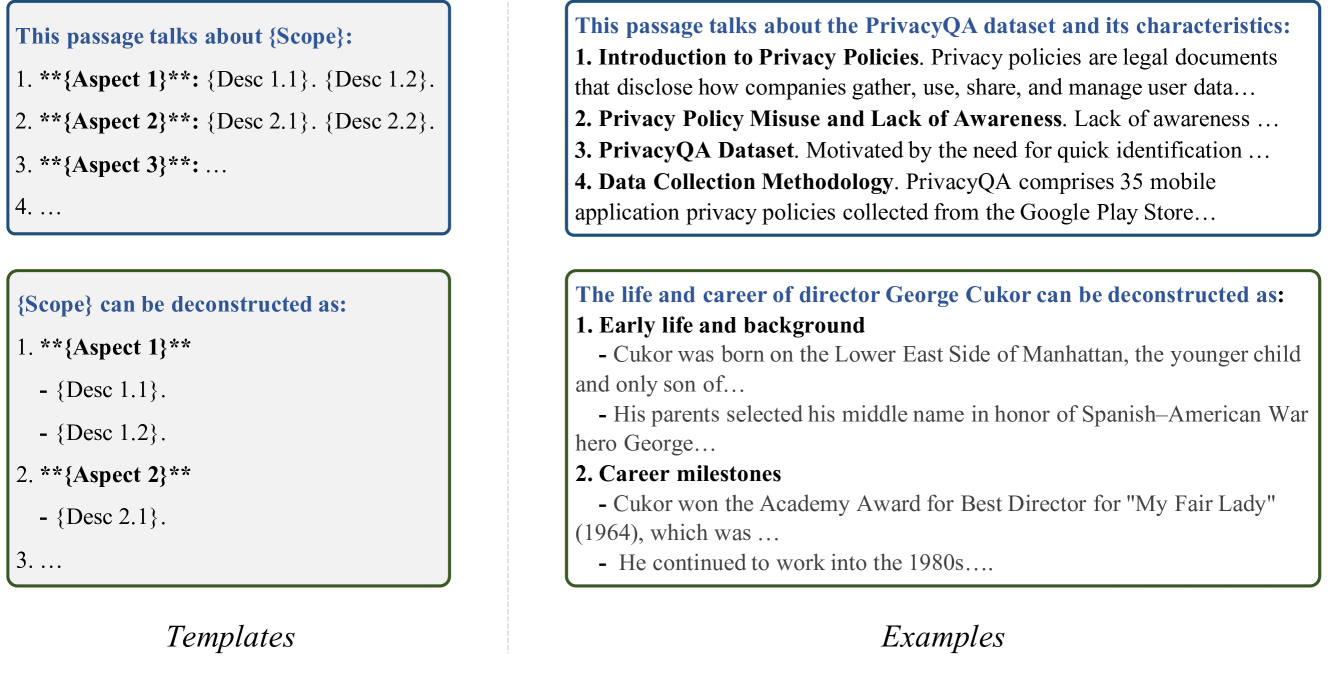 This passage talks about {Scope}:
1. **{Aspect 1}**: {Desc 1.1}. {Desc 1.2}.
2. **{Aspect 2}**: {Desc 2.1}. {Desc 2.2}.
3. **{Aspect 3}**: …
4. …
{Scope} can be deconstructed as:
1. **{Aspect 1}**
- {Desc 1.1}.
- {Desc 1.2}.
2. **{Aspect 2}**
- {Desc 2.1}.
3. …
Templates
This passage talks about the PrivacyQA dataset and its characteristics:
1. Introduction to Privacy Policies. Privacy policies are legal documents
that disclose how companies gather, use, share, and manage user data…
2. Privacy Policy Misuse and Lack of Awareness. Lack of awareness …
3. PrivacyQA Dataset. Motivated by the need for quick identification …
4. Data Collection Methodology. PrivacyQA comprises 35 mobile
application privacy policies collected from the Google Play Store…
The life and career of director George Cukor can be deconstructed as:
1. Early life and background
- Cukor was born on the Lower East Side of Manhattan, the younger child
and only son of…
- His parents selected his middle name in honor of Spanish–American War
hero George…
2. Career milestones
- Cukor won the Academy Award for Best Director for "My Fair Lady"
(1964), which was …
- He continued to work into the 1980s….
Examples